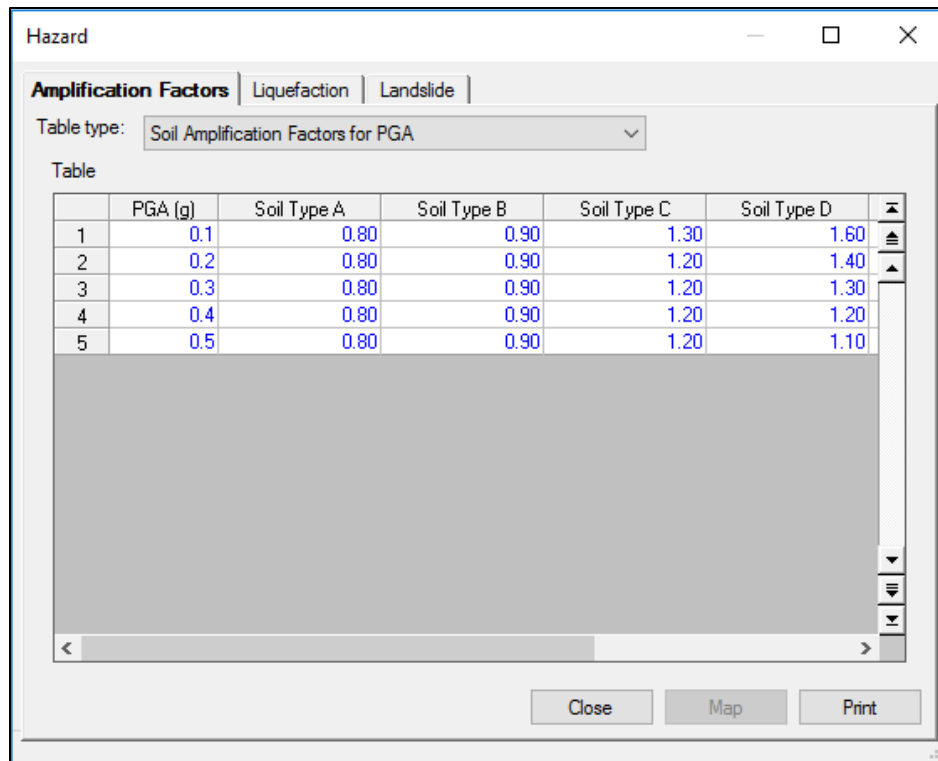 Hazard
Amplification Factors Liquefaction Landslide
Table type: Soil Amplification Factors for PGA
Table
PGA (g) Soil Type A Soil Type B Soil Type C Soil Type D
1 0.1 0.80 0.90 1.30 1.60
2 0.2 0.80 0.90 1.20 1.40
3 0.3 0.80 0.90 1.20 1.30
4 0.4 0.80 0.90 1.20 1.20
5 0.5 0.80 0.90 1.20 1.10
Close Map Print